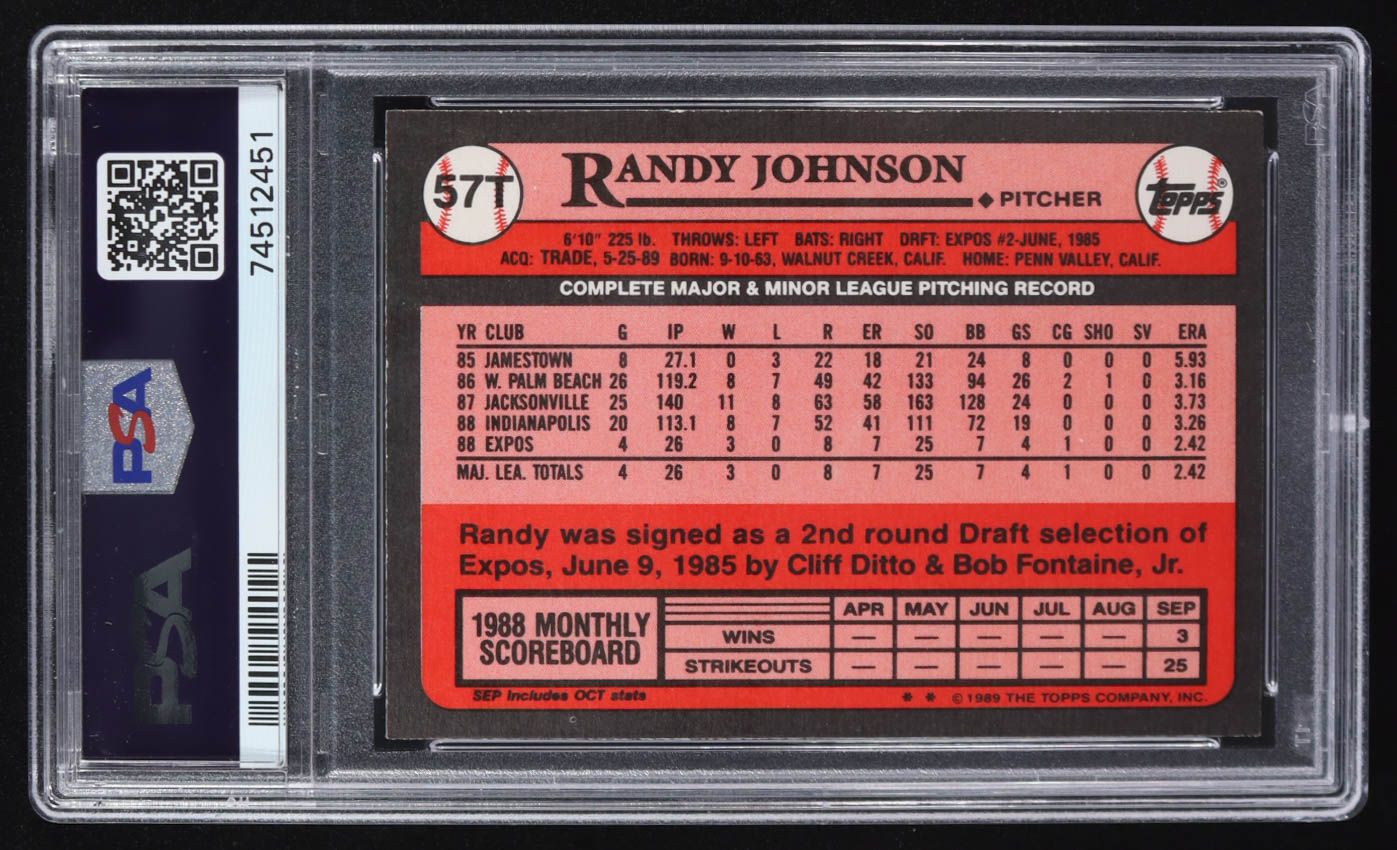 74512451
PSA
PSA
57T
RANDY JOHNSON
◆ PITCHER
topps®
6'10" 225 lb. THROWS: LEFT BATS: RIGHT DRFT: EXPOS #2-JUNE, 1985
ACQ: TRADE, 5-25-89 BORN: 9-10-63, WALNUT CREEK, CALIF. HOME: PENN VALLEY, CALIF.
COMPLETE MAJOR & MINOR LEAGUE PITCHING RECORD
YR CLUB G IP W L R ER SO BB GS CG SHO SV ERA
85 JAMESTOWN 8 27.1 0 3 22 18 21 24 8 0 0 0 5.93
86 W. PALM BEACH 26 119.2 8 7 49 42 133 94 26 2 1 0 3.16
87 JACKSONVILLE 25 140 11 8 63 58 163 128 24 0 0 0 3.73
88 INDIANAPOLIS 20 113.1 8 7 52 41 111 72 19 0 0 0 3.26
88 EXPOS 4 26 3 0 8 7 25 7 4 1 0 0 2.42
MAJ. LEA. TOTALS 4 26 3 0 8 7 25 7 4 1 0 0 2.42
Randy was signed as a 2nd round Draft selection of
Expos, June 9, 1985 by Cliff Ditto & Bob Fontaine, Jr.
1988 MONTHLY
SCOREBOARD
APR MAY JUN JUL AUG SEP
WINS — — — — — 3
STRIKEOUTS — — — — — 25
SEP Includes OCT stats
* * © 1989 THE TOPPS COMPANY, INC.
PSA